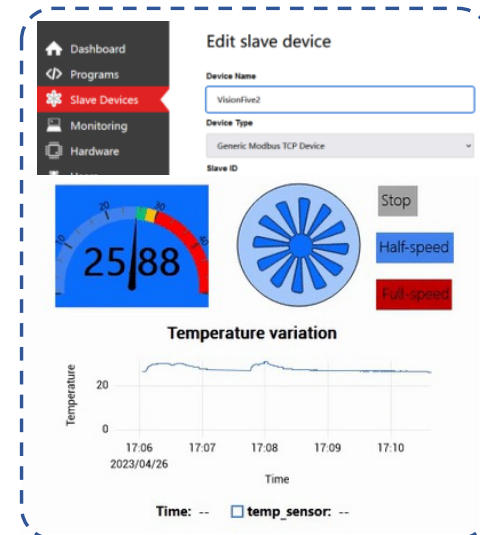 Dashboard
Programs
Slave Devices
Monitoring
Hardware
Edit slave device
Device Name
VisionFive2
Device Type
Generic Modbus TCP Device
Slave ID
10
20
30
40
25.88
Stop
Half-speed
Full-speed
Temperature variation
Temperature
20
0
17:06
17:07
17:08
17:09
17:10
2023/04/26
Time
Time: -- temp_sensor: --